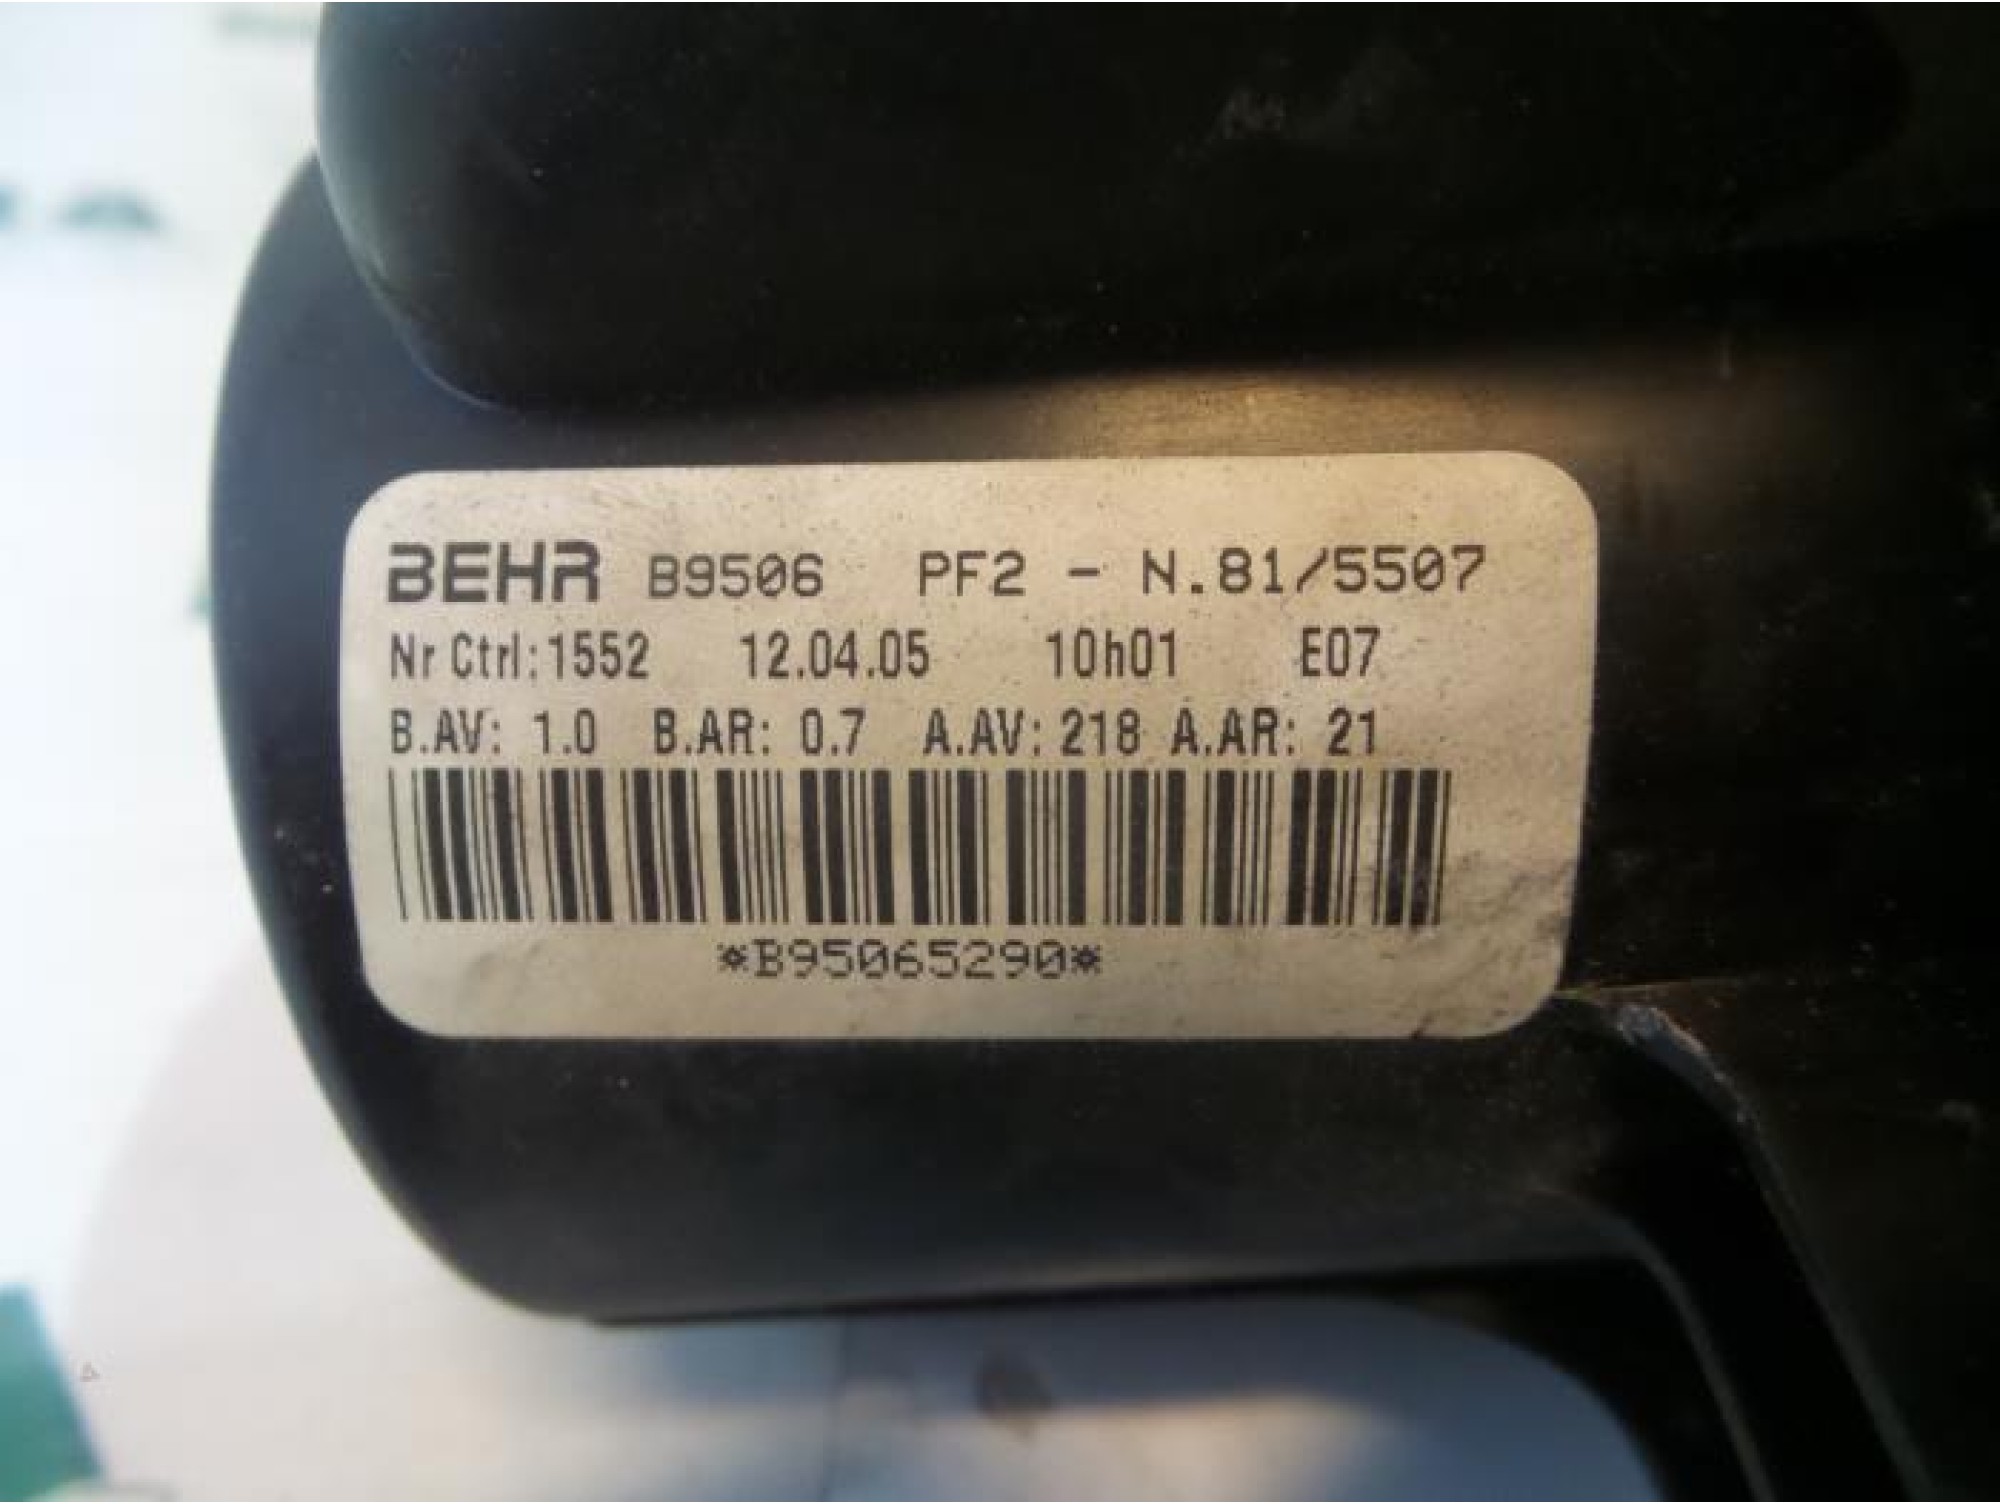 BEHR B9506 PF2 - N.81/5507
Nr Ctrl:1552 12.04.05 10h01 E07
B.AV: 1.0 B.AR: 0.7 A.AV: 218 A.AR: 21
*B95065290*